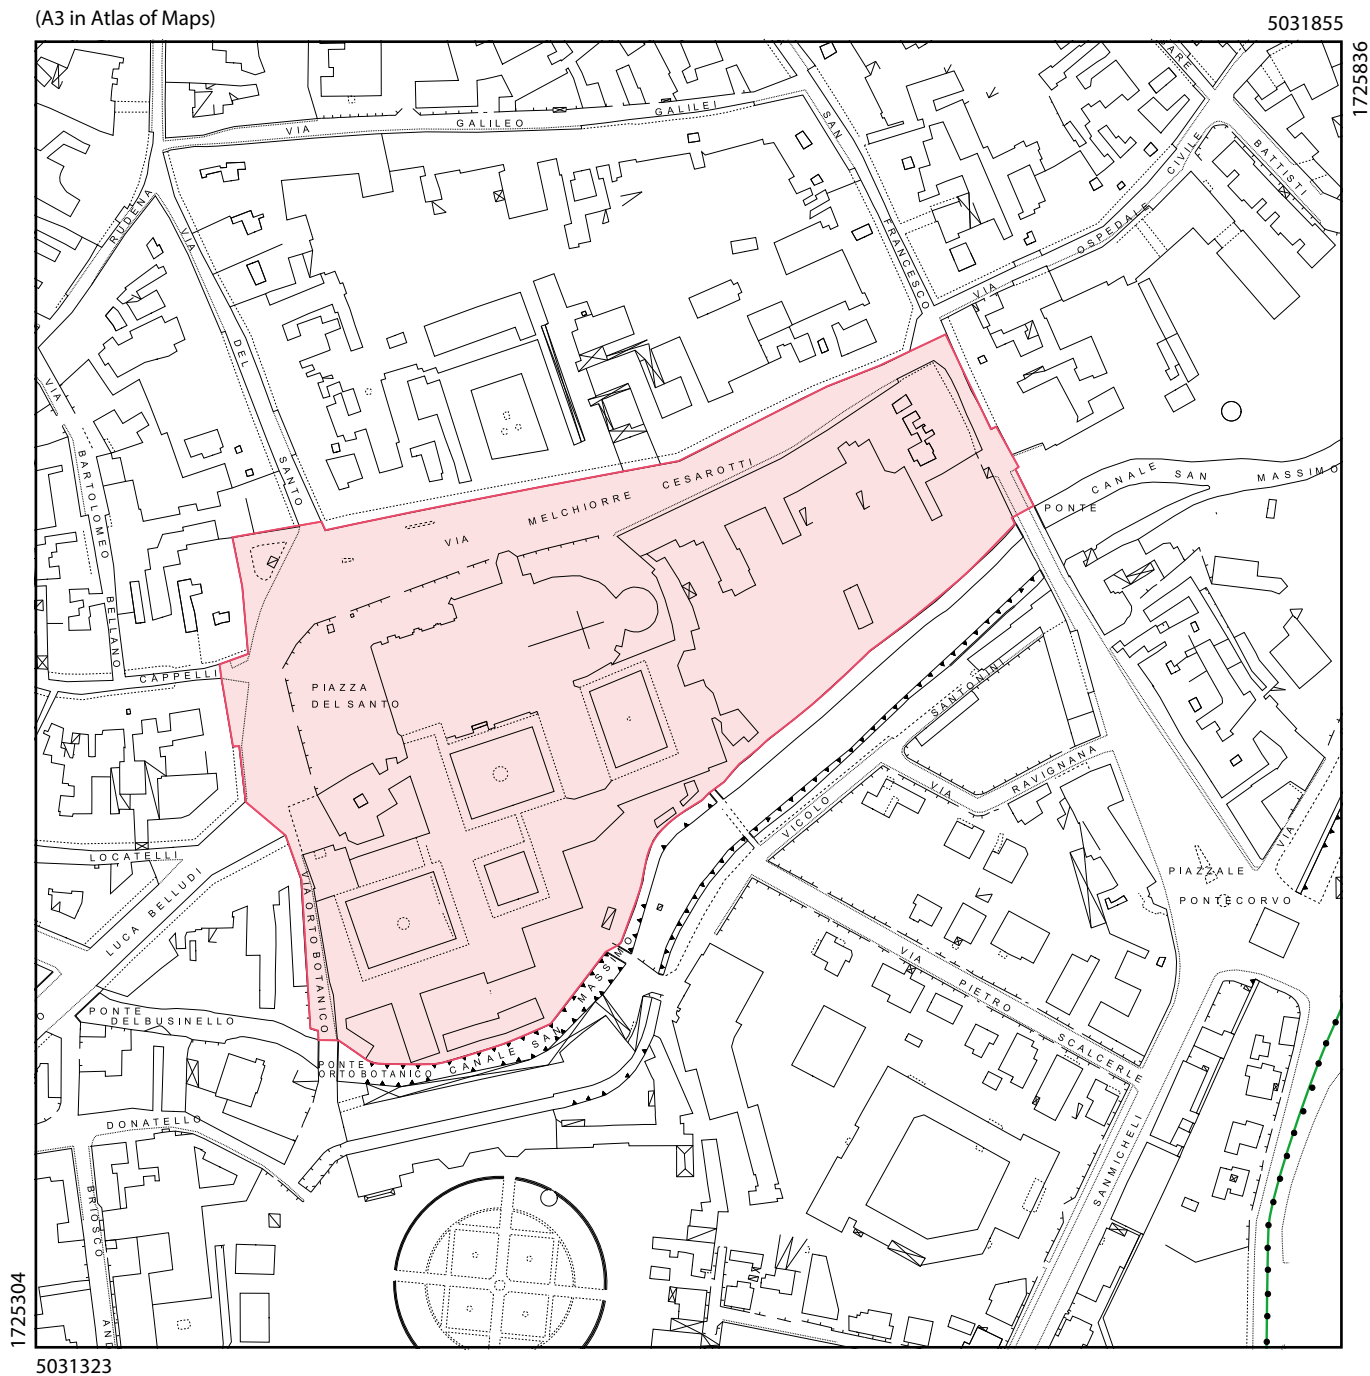 (A3 in Atlas of Maps)
5031855
1725836
VIA GALILEO GALILEI
SAN FRANCESCO
VIA OSPEDALE CIVILE
BATTISTI
RUDENA
VIA DEL SANTO
VIA BARTOLOMEO BELLANO
VIA MELCHIORRE CESAROTTI
CANALE SAN MASSIMO
PONTE
CAPPELLI
PIAZZA
DEL SANTO
SANTONINI
VICOLO
VIA RAVIGNANA
LOCATELLI
LUCA BELLUDI
VIA ORTO BOTANICO
PIAZZALE
PONTECORVO
VIA
VIA PIETRO SCALCERLE
PONTE
DEL BUSINELLO
PONTE
ORTO BOTANICO
CANALE SAN MASSIMO
DONATELLO
BRIOSCO
SANMICHELI
1725304
5031323